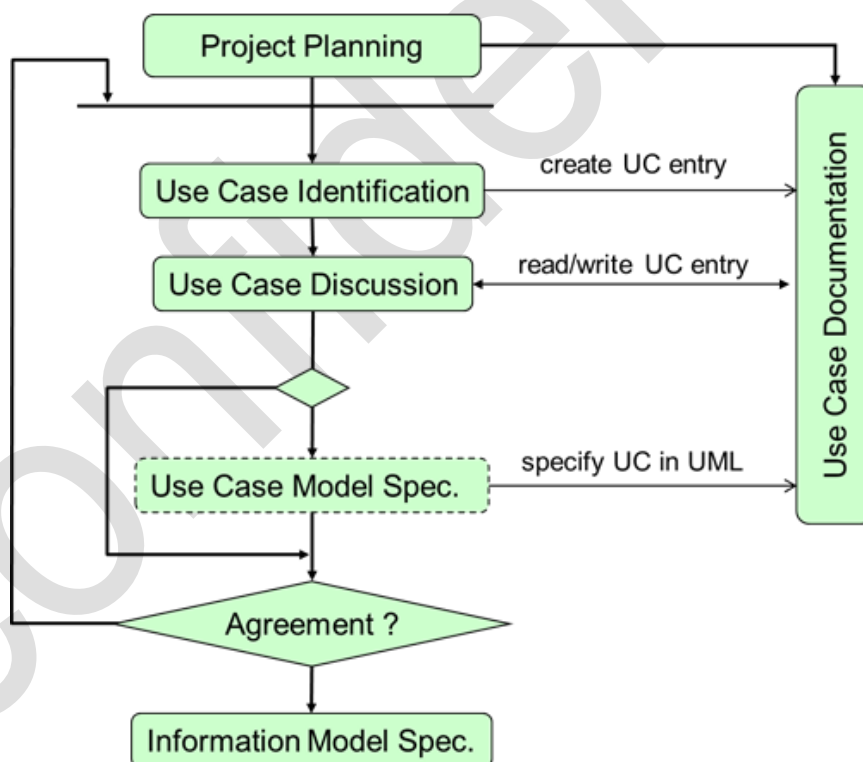 Project Planning
Use Case Identification
create UC entry
Use Case Discussion
read/write UC entry
Use Case Model Spec.
specify UC in UML
Use Case Documentation
Agreement ?
Information Model Spec.